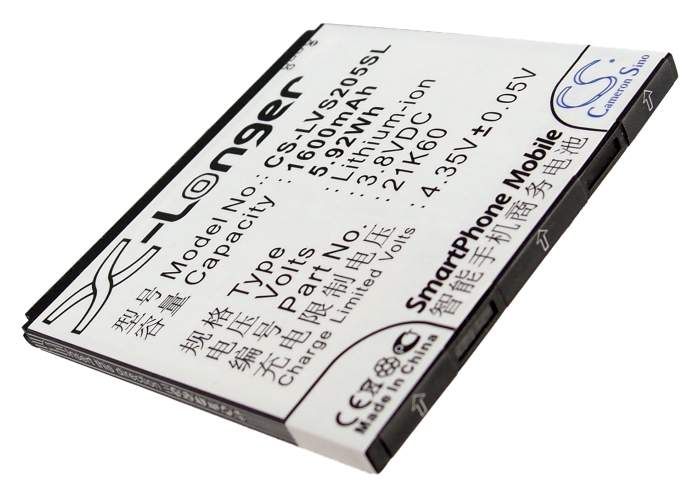 X-Longer
CS
Cameron Sino
型号 Model No: CS-LVS205SL
容量 Capacity 1600mAh
5.92Wh
规格 Type Lithium-ion
电压 Volts 3.8VDC
编号 Part No. 21K60
充电限制电压 4.35V±0.05V
Charge Limited Volts
SmartPhone Mobile
智能手机商务电池
CE Made in China